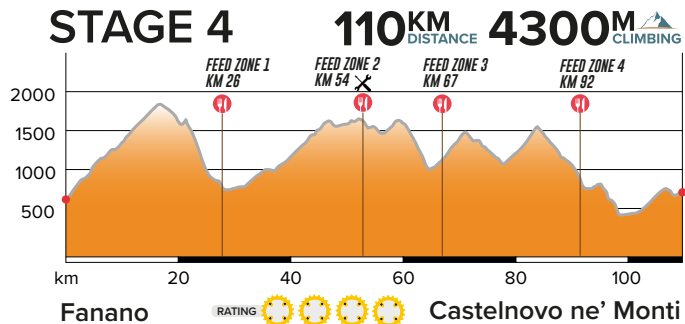 STAGE 4
110KM DISTANCE
4300M CLIMBING
FEED ZONE 1
KM 26
FEED ZONE 2
KM 54
FEED ZONE 3
KM 67
FEED ZONE 4
KM 92
2000
1500
1000
500
km 20 40 60 80 100
Fanano
RATING
Castelnovo ne’ Monti